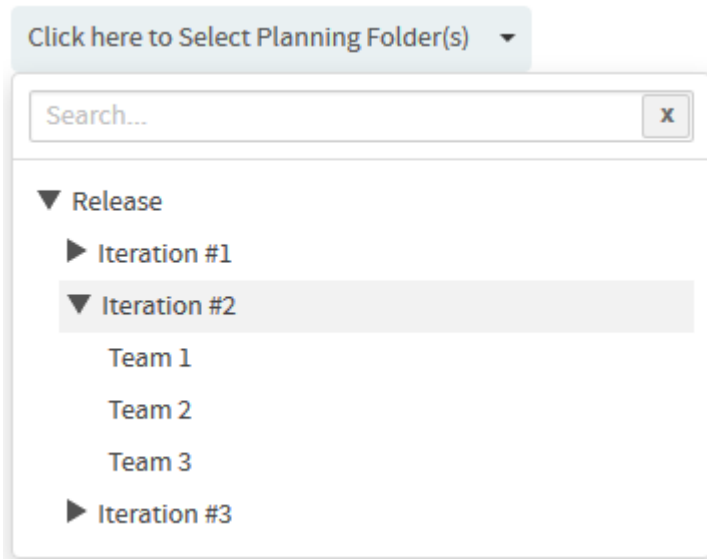 Click here to Select Planning Folder(s)
Search...
x
Release
Iteration #1
Iteration #2
Team 1
Team 2
Team 3
Iteration #3